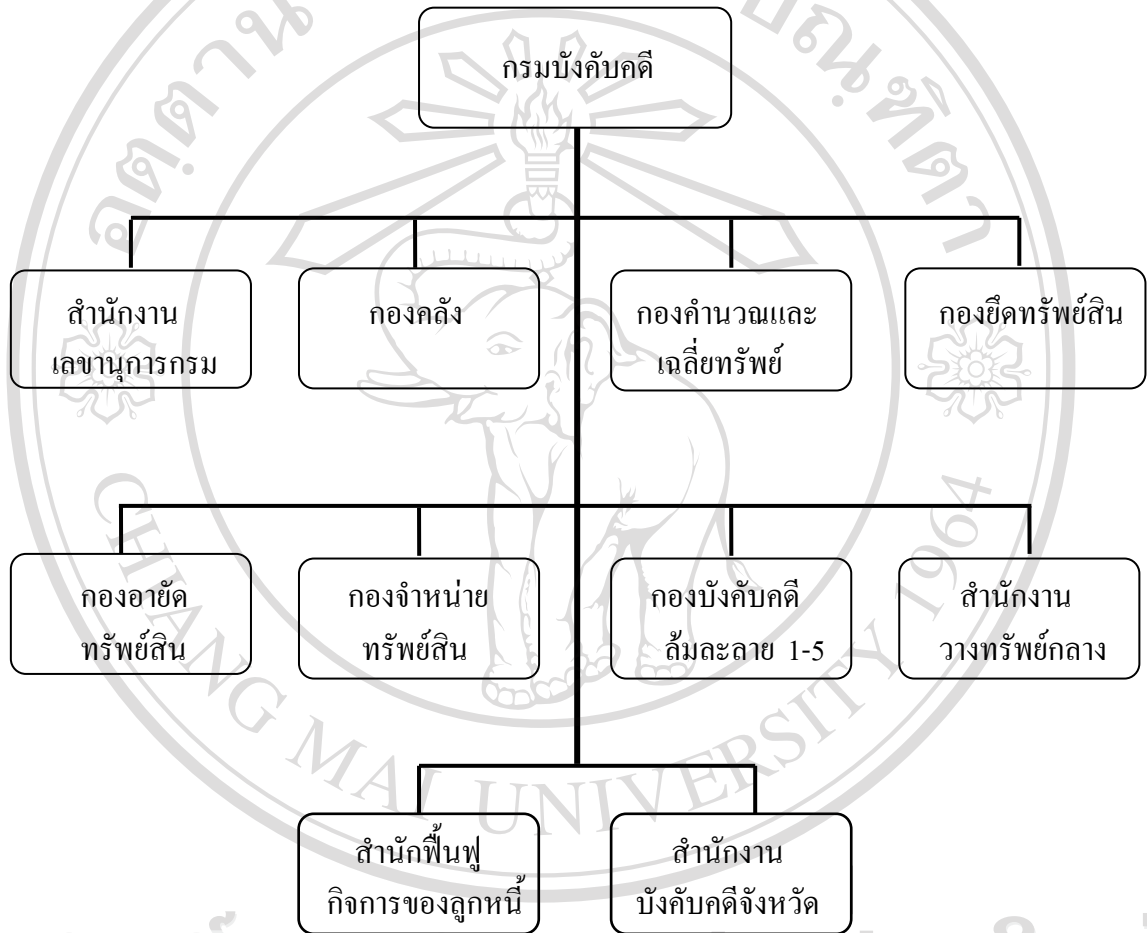 กรมบังคับคดี
สำนักงาน
เลขานุการกรม
กองคลัง
กองคำนวณและ
เฉลี่ยทรัพย์
กองยึดทรัพย์สิน
กองอายัด
ทรัพย์สิน
กองจำหน่าย
ทรัพย์สิน
กองบังคับคดี
ล้มละลาย 1-5
สำนักงาน
วางทรัพย์กลาง
สำนักฟื้นฟู
กิจการของลูกหนี้
สำนักงาน
บังคับคดีจังหวัด
CHIANG MAI UNIVERSITY 1964